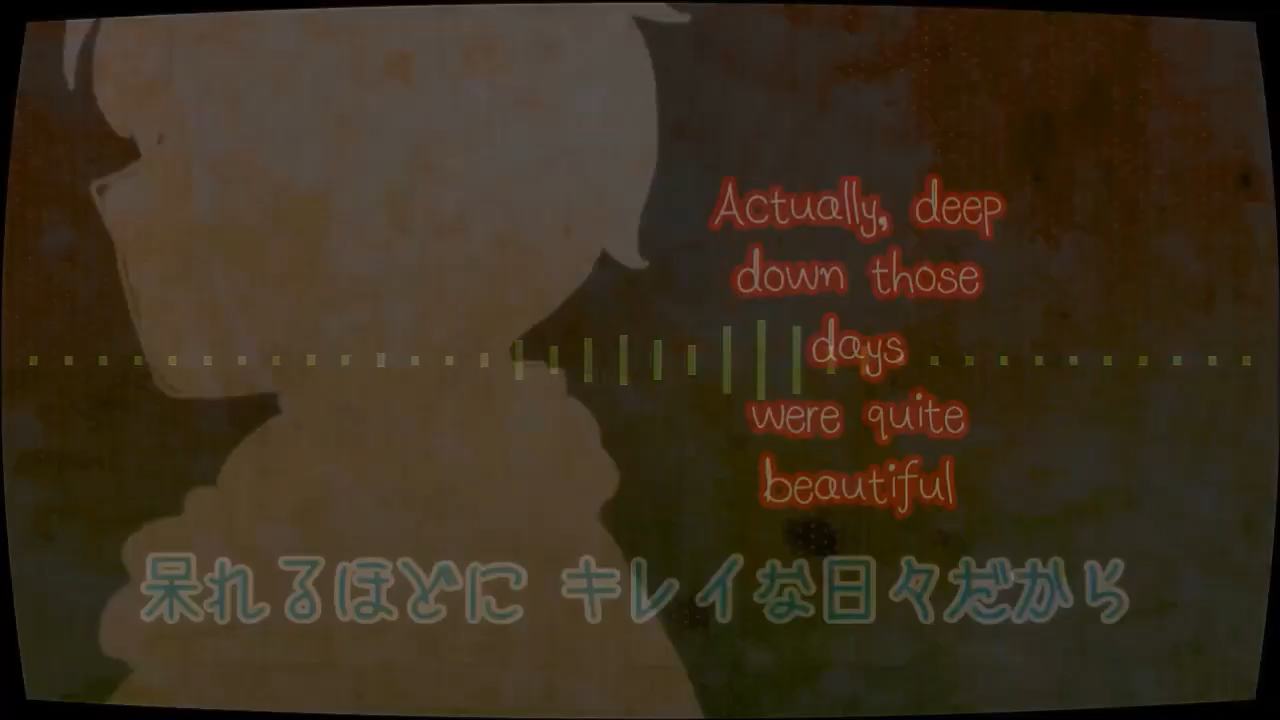 Actually, deep
down those
days
were quite
beautiful
呆れるほどに キレイな日々だから